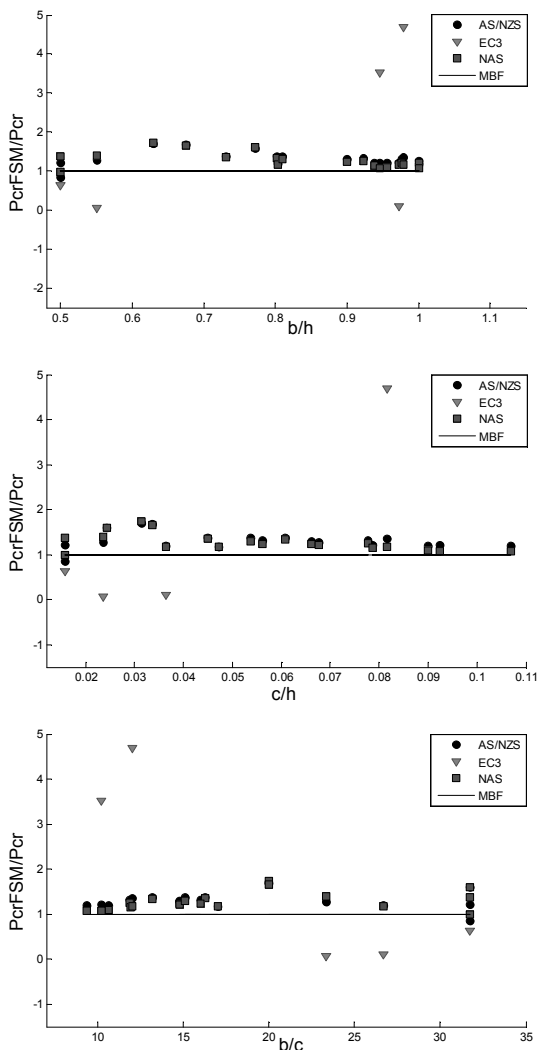 5
AS/NZS
EC3
4
NAS
MBF
3
2
PcrFSM/Pcr
1
0
-1
-2
0.5 0.6 0.7 0.8 0.9 1 1.1
b/h
5
AS/NZS
EC3
4
NAS
MBF
3
2
PcrFSM/Pcr
1
0
-1
0.02 0.03 0.04 0.05 0.06 0.07 0.08 0.09 0.1 0.11
c/h
5
AS/NZS
EC3
4
NAS
MBF
3
2
PcrFSM/Pcr
1
0
-1
10 15 20 25 30 35
b/c